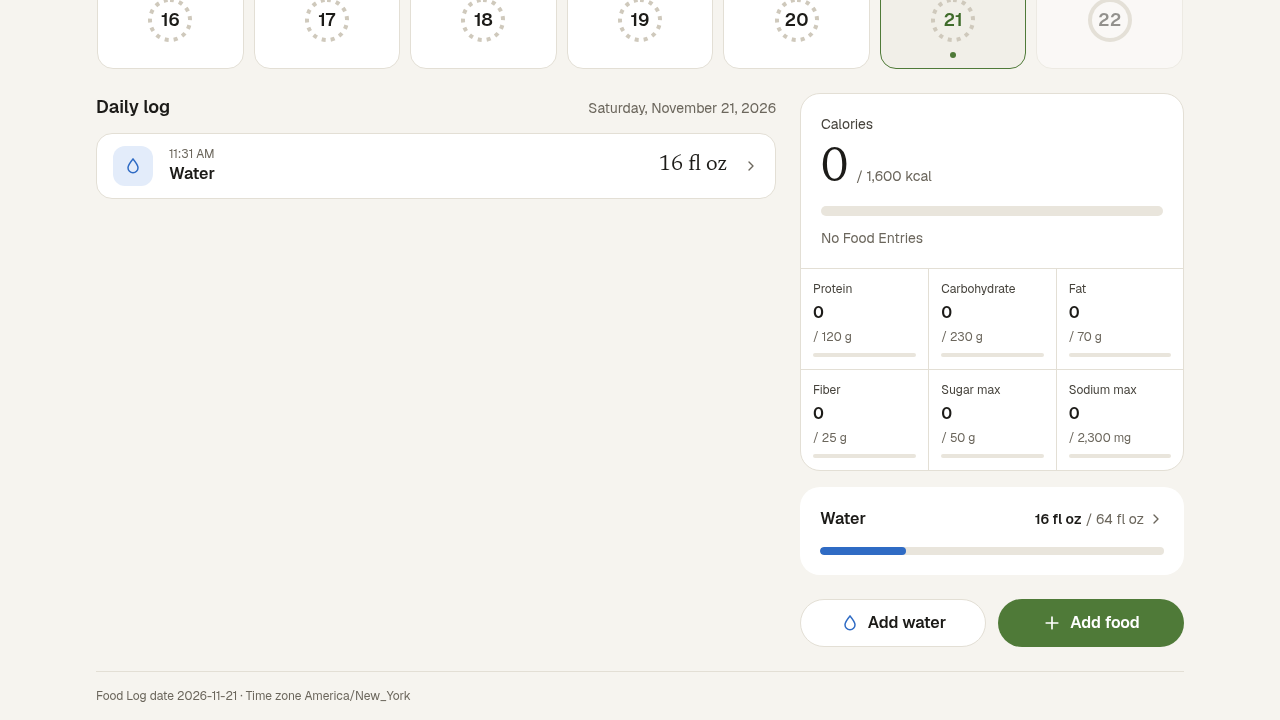 16
17
18
19
20
21
22
Daily log
Saturday, November 21, 2026
11:31 AM
Water
16 fl oz
Calories
0 / 1,600 kcal
No Food Entries
Protein
0
/ 120 g
Carbohydrate
0
/ 230 g
Fat
0
/ 70 g
Fiber
0
/ 25 g
Sugar max
0
/ 50 g
Sodium max
0
/ 2,300 mg
Water
16 fl oz / 64 fl oz
Add water
Add food
Food Log date 2026-11-21 · Time zone America/New_York